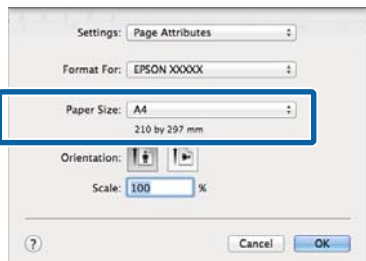 Settings: Page Attributes
Format For: EPSON XXXXX
Paper Size: A4
210 by 297 mm
Orientation:
Scale: 100 %
? Cancel OK